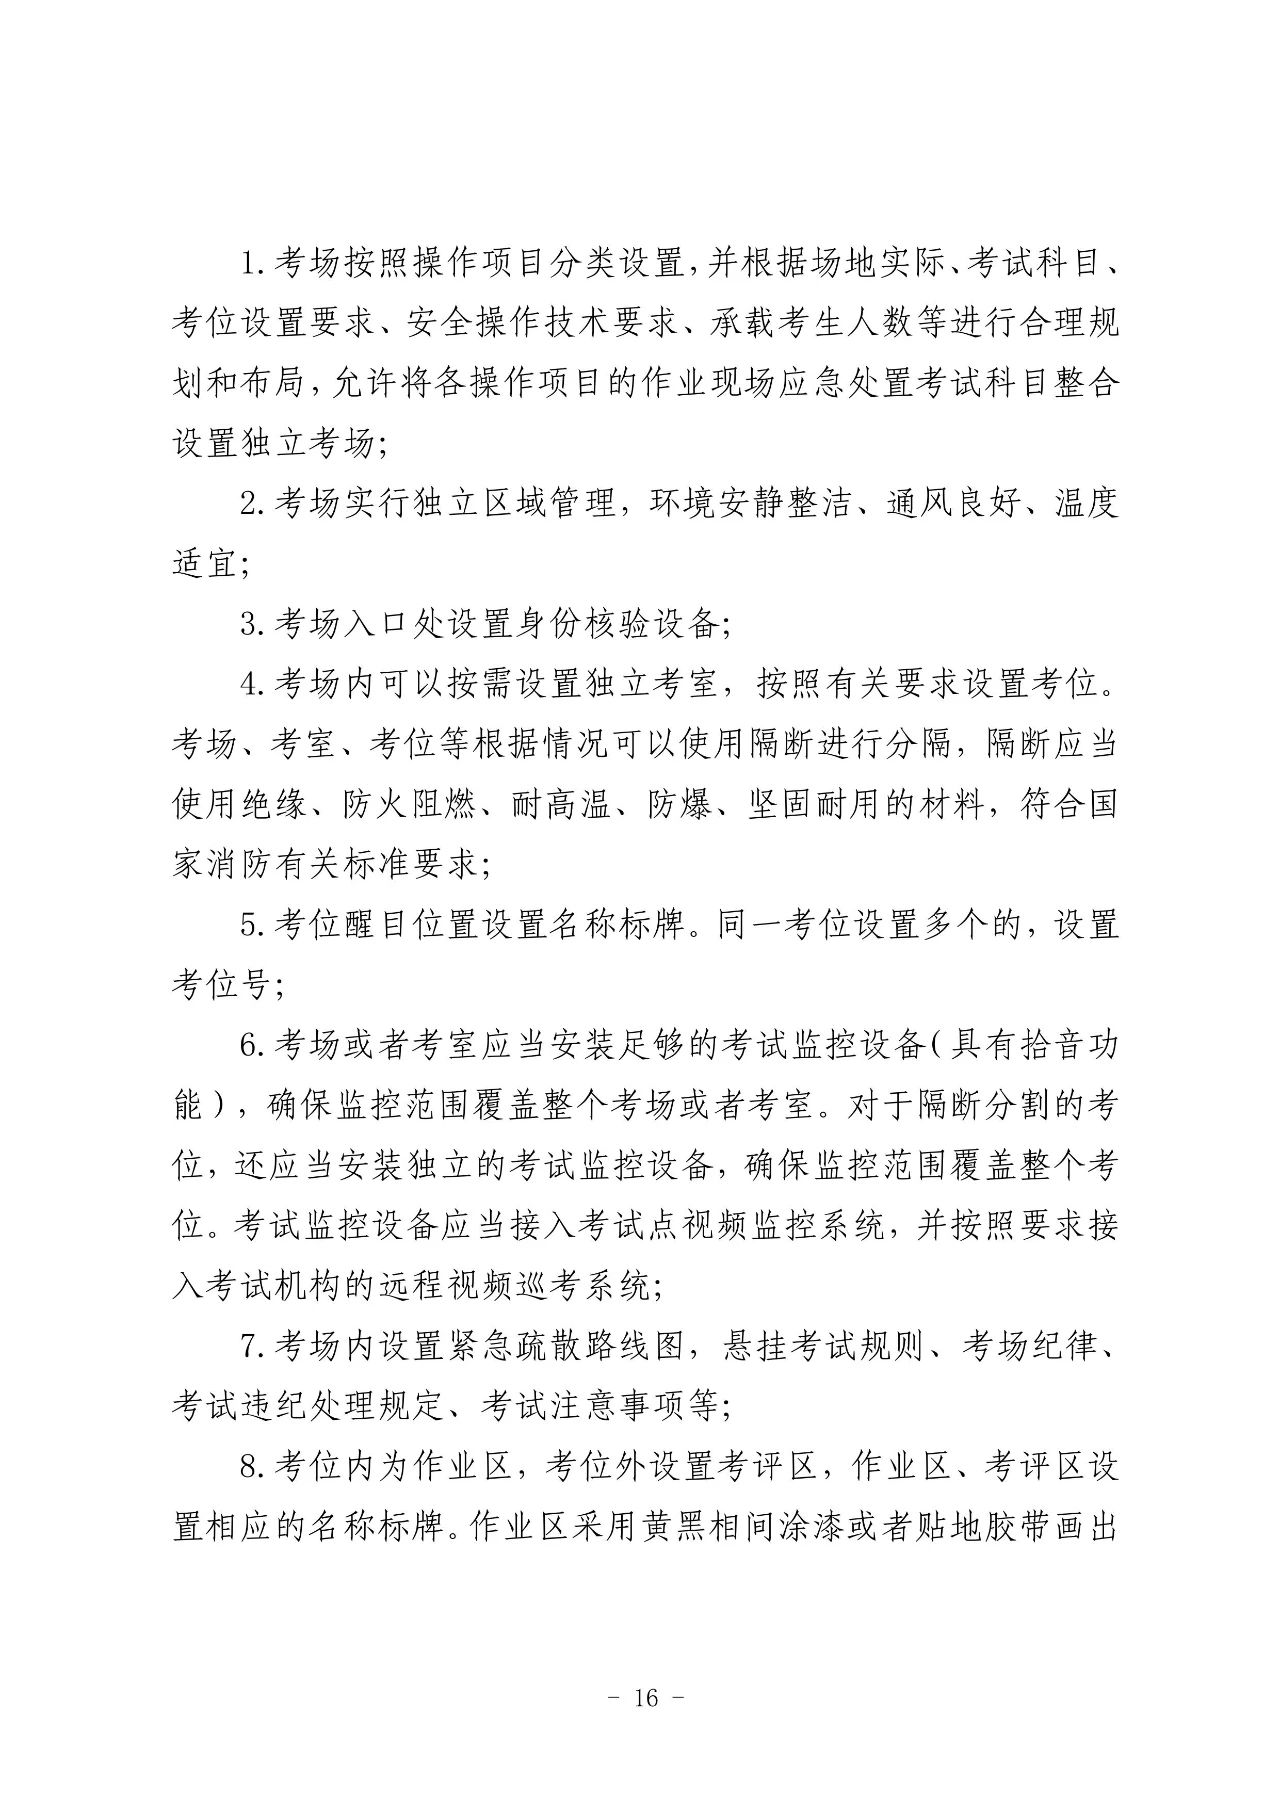 1.考场按照操作项目分类设置,并根据场地实际、考试科目、
考位设置要求、安全操作技术要求、承载考生人数等进行合理规
划和布局,允许将各操作项目的作业现场应急处置考试科目整合
设置独立考场;
2.考场实行独立区域管理，环境安静整洁、通风良好、温度
适宜;
3.考场入口处设置身份核验设备;
4.考场内可以按需设置独立考室，按照有关要求设置考位。
考场、考室、考位等根据情况可以使用隔断进行分隔，隔断应当
使用绝缘、防火阻燃、耐高温、防爆、坚固耐用的材料，符合国
家消防有关标准要求;
5.考位醒目位置设置名称标牌。同一考位设置多个的，设置
考位号;
6.考场或者考室应当安装足够的考试监控设备(具有拾音功
能)，确保监控范围覆盖整个考场或者考室。对于隔断分割的考
位，还应当安装独立的考试监控设备，确保监控范围覆盖整个考
位。考试监控设备应当接入考试点视频监控系统，并按照要求接
入考试机构的远程视频巡考系统;
7.考场内设置紧急疏散路线图，悬挂考试规则、考场纪律、
考试违纪处理规定、考试注意事项等;
8.考位内为作业区，考位外设置考评区，作业区、考评区设
置相应的名称标牌。作业区采用黄黑相间涂漆或者贴地胶带画出
- 16 -